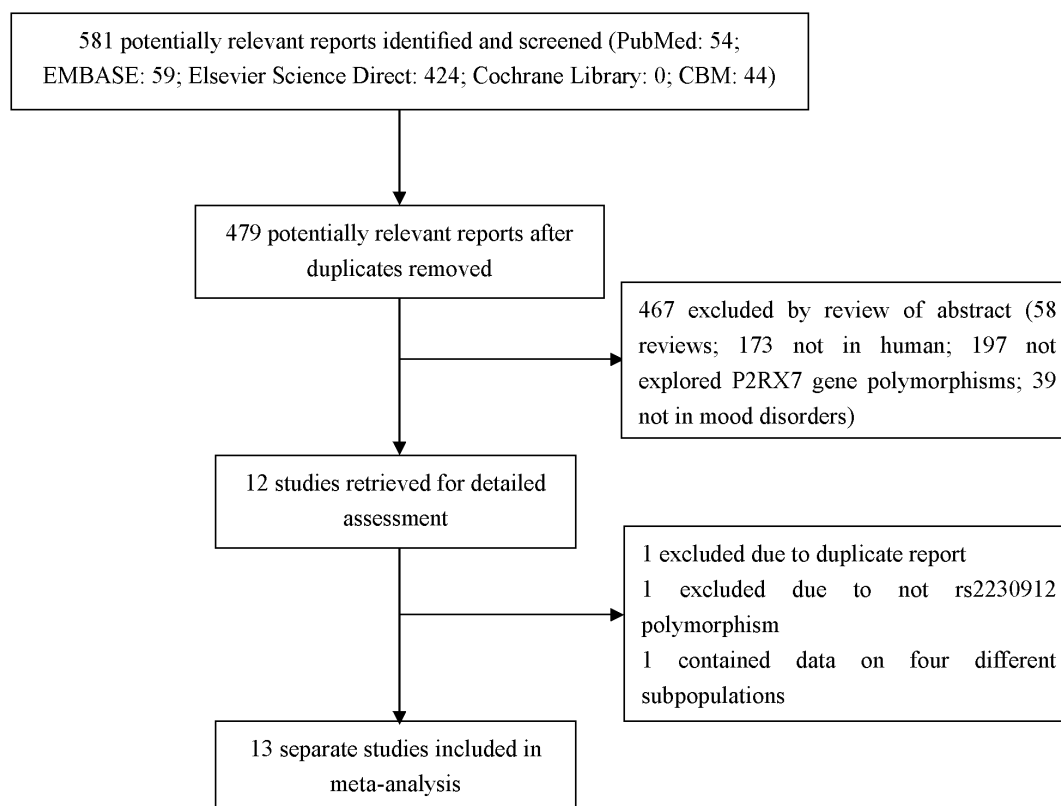 581 potentially relevant reports identified and screened (PubMed: 54;
EMBASE: 59; Elsevier Science Direct: 424; Cochrane Library: 0; CBM: 44)
479 potentially relevant reports after
duplicates removed
467 excluded by review of abstract (58
reviews; 173 not in human; 197 not
explored P2RX7 gene polymorphisms; 39
not in mood disorders)
12 studies retrieved for detailed
assessment
1 excluded due to duplicate report
1 excluded due to not rs2230912
polymorphism
1 contained data on four different
subpopulations
13 separate studies included in
meta-analysis